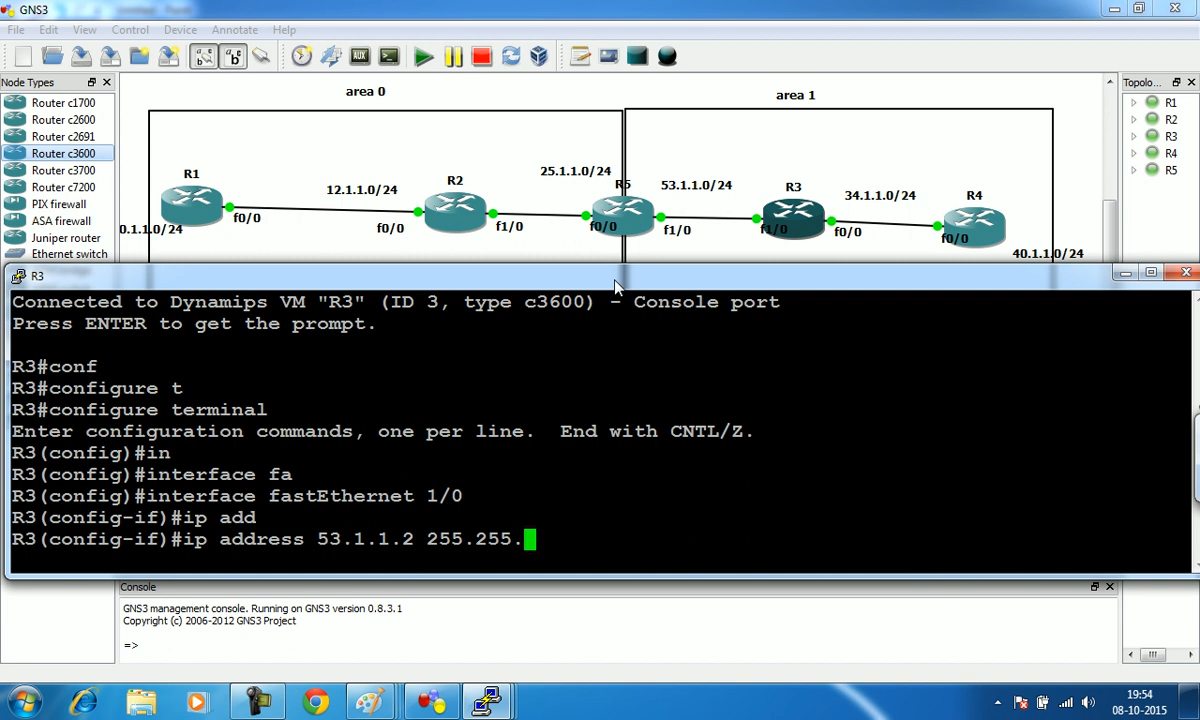 GNS3
File Edit View Control Device Annotate Help
AUX
Node Types
Router c1700
Router c2600
Router c2691
Router c3600
Router c3700
Router c7200
PIX firewall
ASA firewall
Juniper router
Ethernet switch
area 0
area 1
R1
12.1.1.0/24
R2
25.1.1.0/24
R5
53.1.1.0/24
R3
34.1.1.0/24
R4
0.1.1.0/24
f0/0
f0/0
f1/0
f0/0
f1/0
f1/0
f0/0
f0/0
40.1.1.0/24
Topolo...
R1
R2
R3
R4
R5
R3
Connected to Dynamips VM "R3" (ID 3, type c3600) - Console port
Press ENTER to get the prompt.
R3#conf
R3#configure t
R3#configure terminal
Enter configuration commands, one per line.  End with CNTL/Z.
R3(config)#in
R3(config)#interface fa
R3(config)#interface fastEthernet 1/0
R3(config-if)#ip add
R3(config-if)#ip address 53.1.1.2 255.255.
Console
GNS3 management console. Running on GNS3 version 0.8.3.1
Copyright (c) 2006-2012 GNS3 Project
=>
19:54
08-10-2015